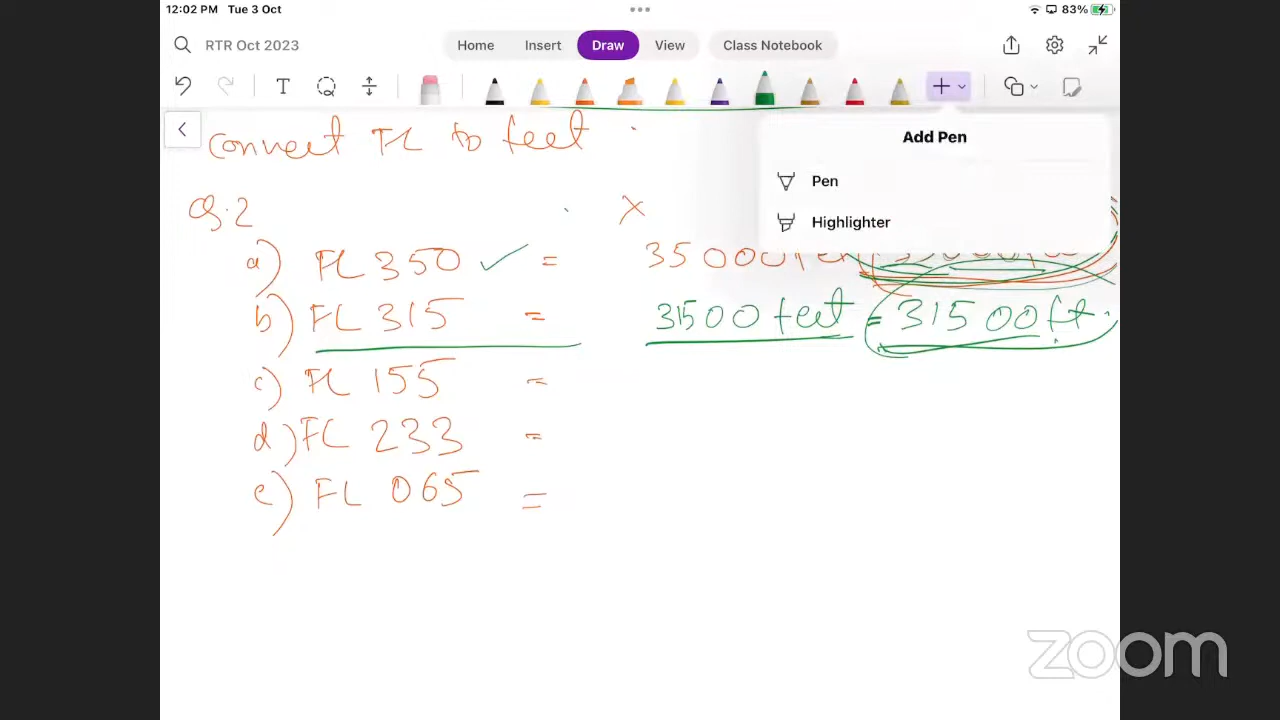 12:02 PM Tue 3 Oct
83%
RTR Oct 2023
Home Insert Draw View Class Notebook
T
Add Pen
Pen
Highlighter
Convert FL to feet
Q.2
X
a) FL 350 ✓ = 35000
b) FL 315 = 31500 feet = 31500 ft.
c) FL 155 =
d) FL 233 =
e) FL 065 =
zoom